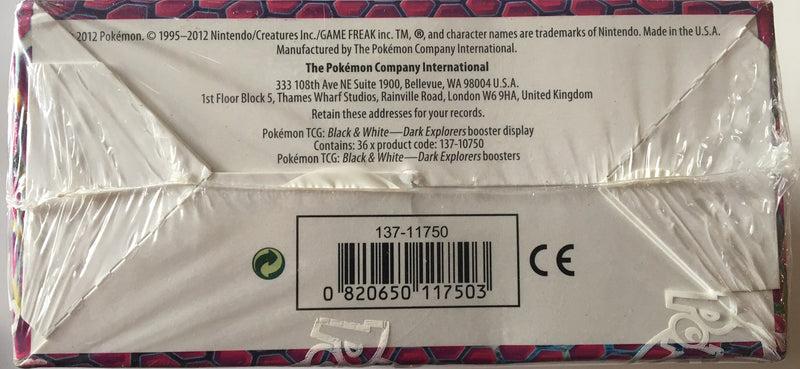 2012 Pokémon. © 1995–2012 Nintendo/Creatures Inc./GAME FREAK inc. TM, ®, and character names are trademarks of Nintendo. Made in the U.S.A.
Manufactured by The Pokémon Company International.
The Pokémon Company International
333 108th Ave NE Suite 1900, Bellevue, WA 98004 U.S.A.
1st Floor Block 5, Thames Wharf Studios, Rainville Road, London W6 9HA, United Kingdom
Retain these addresses for your records.
Pokémon TCG: Black & White—Dark Explorers booster display
Contains: 36 x product code: 137-10750
Pokémon TCG: Black & White—Dark Explorers boosters
137-11750
0 820650 117503
CE